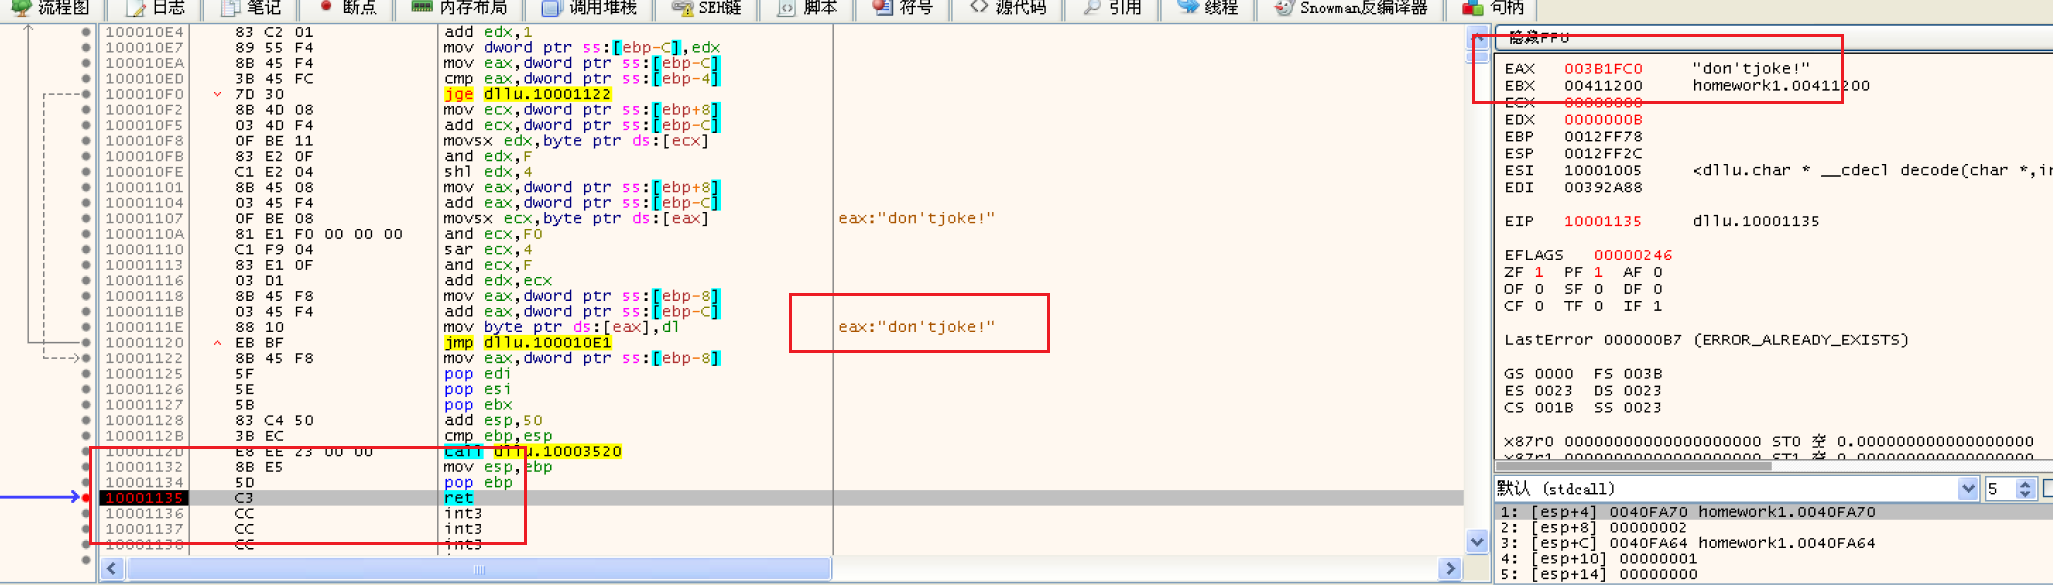 流程图 日志 笔记 断点 内存布局 调用堆栈 SEH链 脚本 符号 源代码 引用 线程 Snowman反编译器 句柄
100010E4 83 C2 01 add edx,1
100010E7 89 55 F4 mov dword ptr ss:[ebp-C],edx
100010EA 8B 45 F4 mov eax,dword ptr ss:[ebp-C]
100010ED 3B 45 FC cmp eax,dword ptr ss:[ebp-4]
100010F0 7D 30 jge dllu.10001122
100010F2 8B 4D 08 mov ecx,dword ptr ss:[ebp+8]
100010F5 03 4D F4 add ecx,dword ptr ss:[ebp-C]
100010F8 0F BE 11 movsx edx,byte ptr ds:[ecx]
100010FB 83 E2 0F and edx,F
100010FE C1 E2 04 shl edx,4
10001101 8B 45 08 mov eax,dword ptr ss:[ebp+8]
10001104 03 45 F4 add eax,dword ptr ss:[ebp-C]
10001107 0F BE 08 movsx ecx,byte ptr ds:[eax] eax:"don'tjoke!"
1000110A 81 E1 F0 00 00 00 and ecx,F0
10001110 C1 F9 04 sar ecx,4
10001113 83 E1 0F and ecx,F
10001116 03 D1 add edx,ecx
10001118 8B 45 F8 mov eax,dword ptr ss:[ebp-8]
1000111B 03 45 F4 add eax,dword ptr ss:[ebp-C]
1000111E 88 10 mov byte ptr ds:[eax],dl eax:"don'tjoke!"
10001120 EB BF jmp dllu.100010E1
10001122 8B 45 F8 mov eax,dword ptr ss:[ebp-8]
10001125 5F pop edi
10001126 5E pop esi
10001127 5B pop ebx
10001128 83 C4 50 add esp,50
1000112B 3B EC cmp ebp,esp
1000112D E8 EE 23 00 00 call dllu.10003520
10001132 8B E5 mov esp,ebp
10001134 5D pop ebp
10001135 C3 ret
10001136 CC int3
10001137 CC int3
10001138 CC int3
隐藏FPU
EAX 003B1FC0 "don'tjoke!"
EBX 00411200 homework1.00411200
ECX 00000000
EDX 0000000B
EBP 0012FF78
ESP 0012FF2C
ESI 10001005 <dllu.char * __cdecl decode(char *,in
EDI 00392A88
EIP 10001135 dllu.10001135
EFLAGS 00000246
ZF 1 PF 1 AF 0
OF 0 SF 0 DF 0
CF 0 TF 0 IF 1
LastError 000000B7 (ERROR_ALREADY_EXISTS)
GS 0000 FS 003B
ES 0023 DS 0023
CS 001B SS 0023
x87r0 00000000000000000000 ST0 空 0.000000000000000000
x87r1 00000000000000000000 ST1 空 0.000000000000000000
默认 (stdcall) 5
1: [esp+4] 0040FA70 homework1.0040FA70
2: [esp+8] 00000002
3: [esp+C] 0040FA64 homework1.0040FA64
4: [esp+10] 00000001
5: [esp+14] 00000000